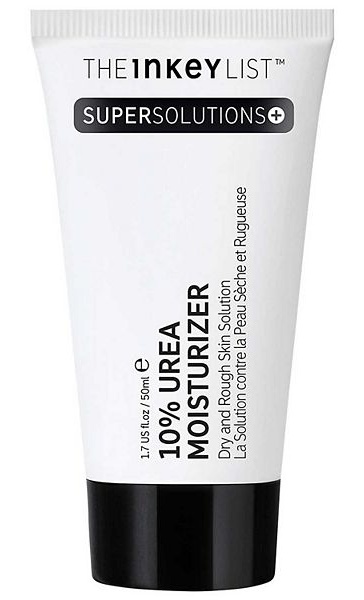 THE INKEY LIST™
SUPERSOLUTIONS+
1.7 US fl.oz / 50ml ℮
10% UREA
MOISTURIZER
Dry and Rough Skin Solution
La Solution contre la Peau Sèche et Rugueuse